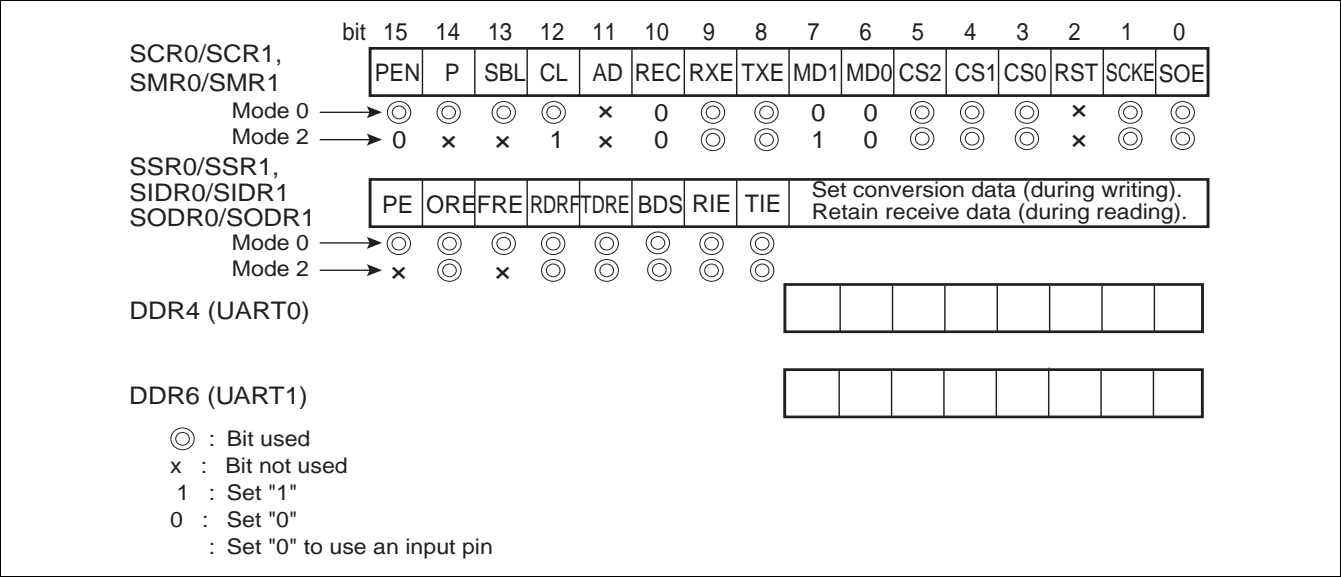 bit 15 14 13 12 11 10 9 8 7 6 5 4 3 2 1 0
SCR0/SCR1,
SMR0/SMR1
PEN P SBL CL AD REC RXE TXE MD1 MD0 CS2 CS1 CS0 RST SCKE SOE
Mode 0 ◎ ◎ ◎ ◎ × 0 ◎ ◎ 0 0 ◎ ◎ ◎ × ◎ ◎
Mode 2 0 × × 1 × 0 ◎ ◎ 1 0 ◎ ◎ ◎ × ◎ ◎
SSR0/SSR1,
SIDR0/SIDR1
SODR0/SODR1
PE ORE FRE RDRF TDRE BDS RIE TIE
Set conversion data (during writing).
Retain receive data (during reading).
Mode 0 ◎ ◎ ◎ ◎ ◎ ◎ ◎ ◎
Mode 2 × ◎ × ◎ ◎ ◎ ◎ ◎
DDR4 (UART0)
DDR6 (UART1)
◎ : Bit used
x : Bit not used
1 : Set "1"
0 : Set "0"
: Set "0" to use an input pin